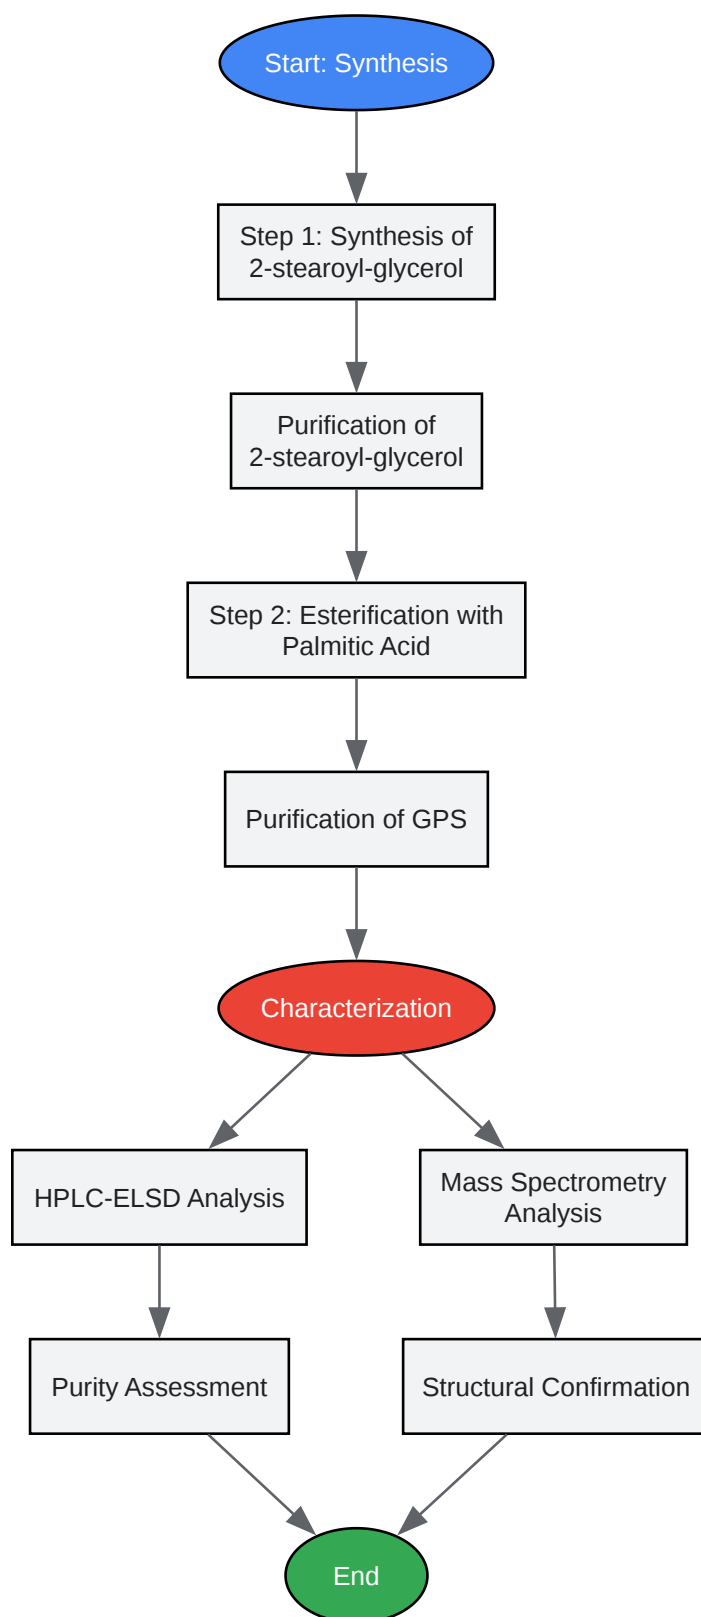 Start: Synthesis
Step 1: Synthesis of
2-stearoyl-glycerol
Purification of
2-stearoyl-glycerol
Step 2: Esterification with
Palmitic Acid
Purification of GPS
Characterization
HPLC-ELSD Analysis
Mass Spectrometry
Analysis
Purity Assessment
Structural Confirmation
End